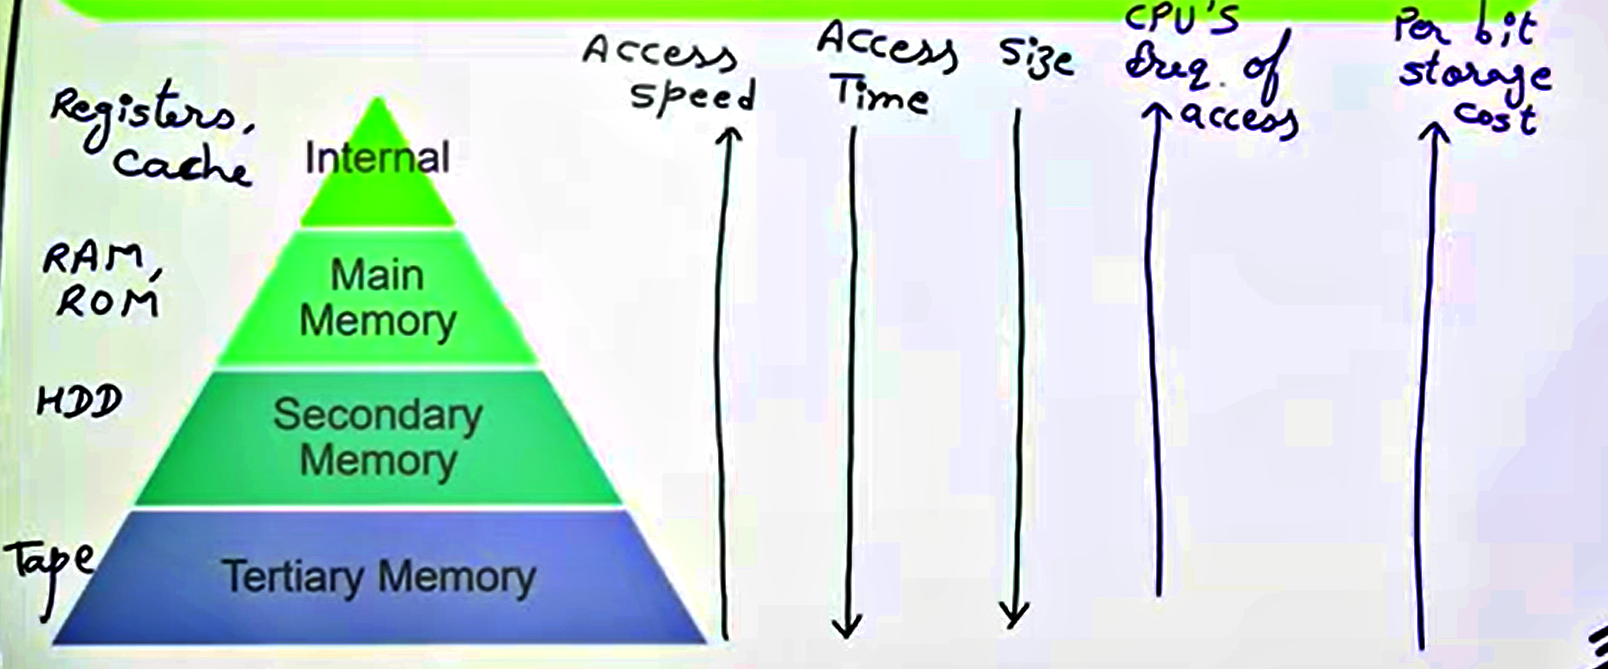 Registers,
Cache
Internal
RAM,
ROM
Main
Memory
HDD
Secondary
Memory
Tape
Tertiary Memory
Access
Speed
Access
Time
Size
CPU'S
freq. of
access
Per bit
storage
cost